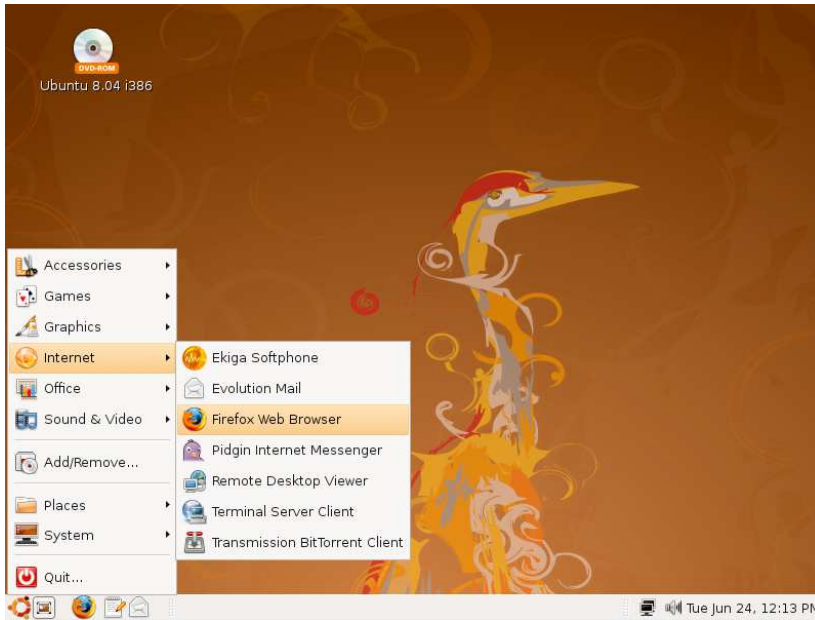 DVD-ROM
Ubuntu 8.04 i386
Accessories
Games
Graphics
Internet
Office
Sound & Video
Add/Remove...
Places
System
Quit...
Ekiga Softphone
Evolution Mail
Firefox Web Browser
Pidgin Internet Messenger
Remote Desktop Viewer
Terminal Server Client
Transmission BitTorrent Client
Tue Jun 24, 12:13 PM